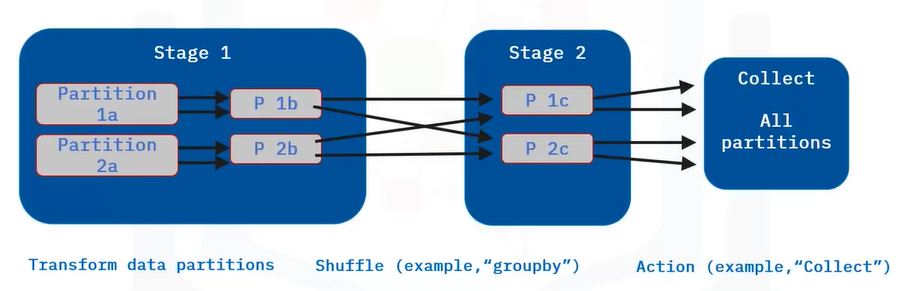 Stage 1
Partition
1a
P 1b
Partition
2a
P 2b
Stage 2
P 1c
P 2c
Collect
All
partitions
Transform data partitions
Shuffle (example,“groupby”)
Action (example,“Collect”)